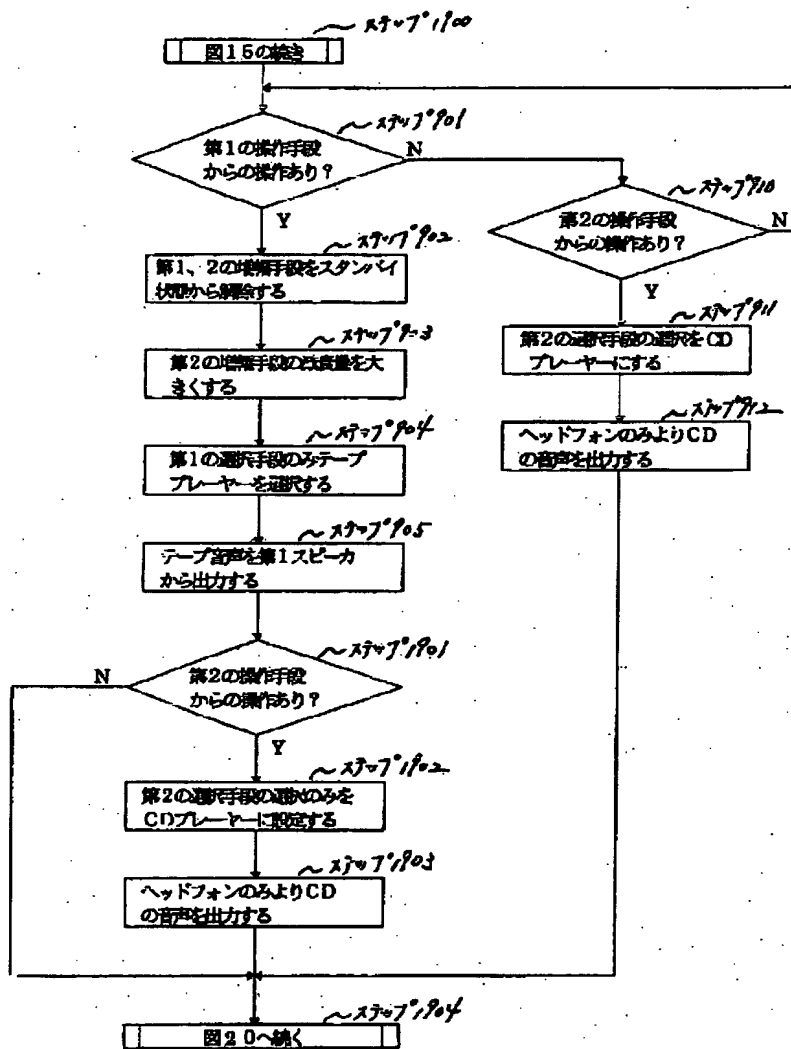 ステップ1900
図15の続き
ステップ901
第1の操作手段
からの操作あり？
N
Y
ステップ910
第2の操作手段
からの操作あり？
N
Y
ステップ902
第1、2の増幅手段をスタンバイ
状態から解除する
ステップ911
第2の選択手段の選択をCD
プレーヤーにする
ステップ903
第2の増幅手段の減衰量を大
きくする
ステップ912
ヘッドフォンのみよりCD
の音声を出力する
ステップ904
第1の選択手段のみテープ
プレーヤーを選択する
ステップ905
テープ音声を第1スピーカ
から出力する
ステップ1901
第2の操作手段
からの操作あり？
N
Y
ステップ1902
第2の選択手段の選択のみを
CDプレーヤーに設定する
ステップ1903
ヘッドフォンのみよりCD
の音声を出力する
ステップ1904
図20へ続く